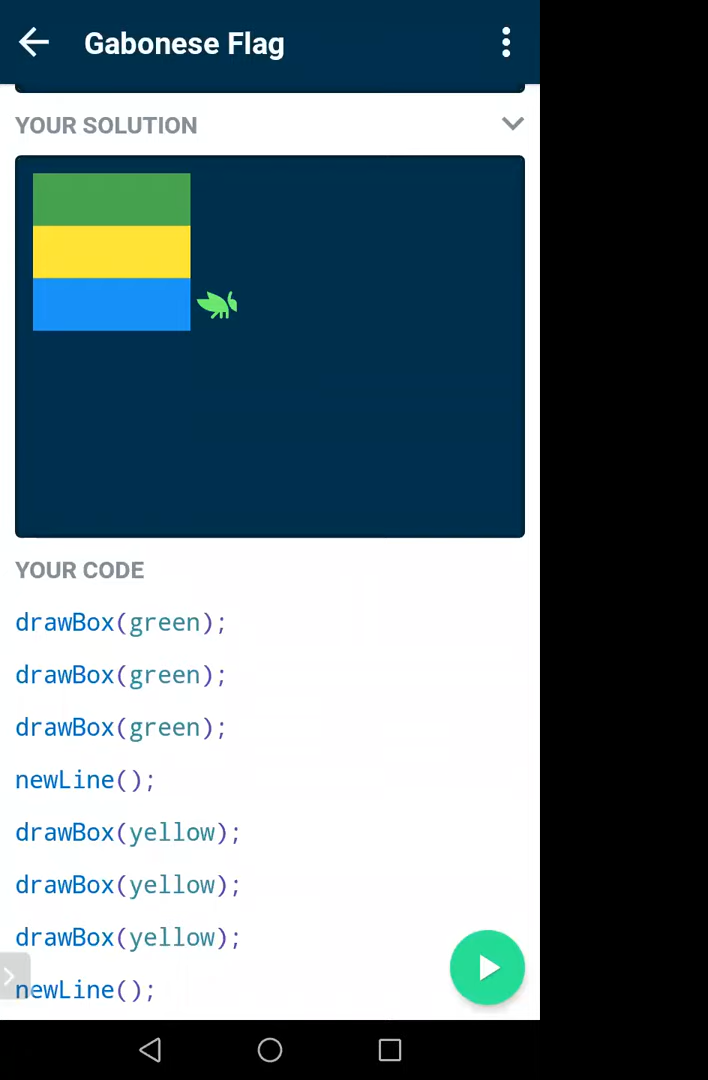 Gabonese Flag
YOUR SOLUTION
YOUR CODE
drawBox(green);
drawBox(green);
drawBox(green);
newLine();
drawBox(yellow);
drawBox(yellow);
drawBox(yellow);
newLine();